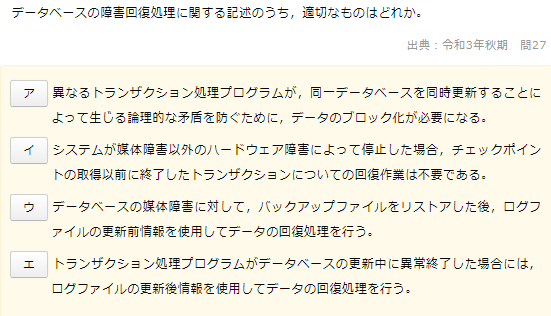 データベースの障害回復処理に関する記述のうち，適切なものはどれか。
出典：令和3年秋期　問27
ア 異なるトランザクション処理プログラムが，同一データベースを同時更新することに
よって生じる論理的な矛盾を防ぐために，データのブロック化が必要になる。
イ システムが媒体障害以外のハードウェア障害によって停止した場合，チェックポイン
トの取得以前に終了したトランザクションについての回復作業は不要である。
ウ データベースの媒体障害に対して，バックアップファイルをリストアした後，ログフ
ァイルの更新前情報を使用してデータの回復処理を行う。
エ トランザクション処理プログラムがデータベースの更新中に異常終了した場合には，
ログファイルの更新後情報を使用してデータの回復処理を行う。